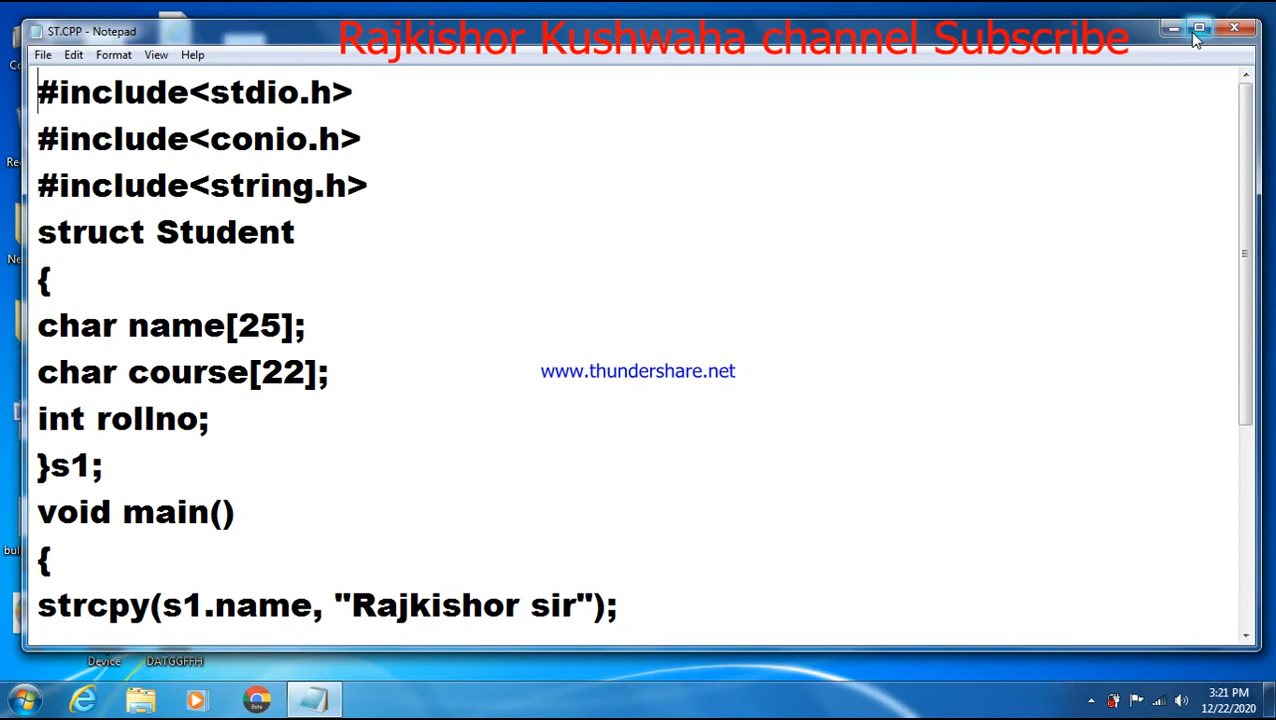 ST.CPP - Notepad
Rajkishor Kushwaha channel Subscribe
File Edit Format View Help
#include<stdio.h>
#include<conio.h>
#include<string.h>
struct Student
{
char name[25];
char course[22];
int rollno;
}s1;
void main()
{
strcpy(s1.name, "Rajkishor sir");
www.thundershare.net
Device DATGGFFH
3:21 PM
12/22/2020